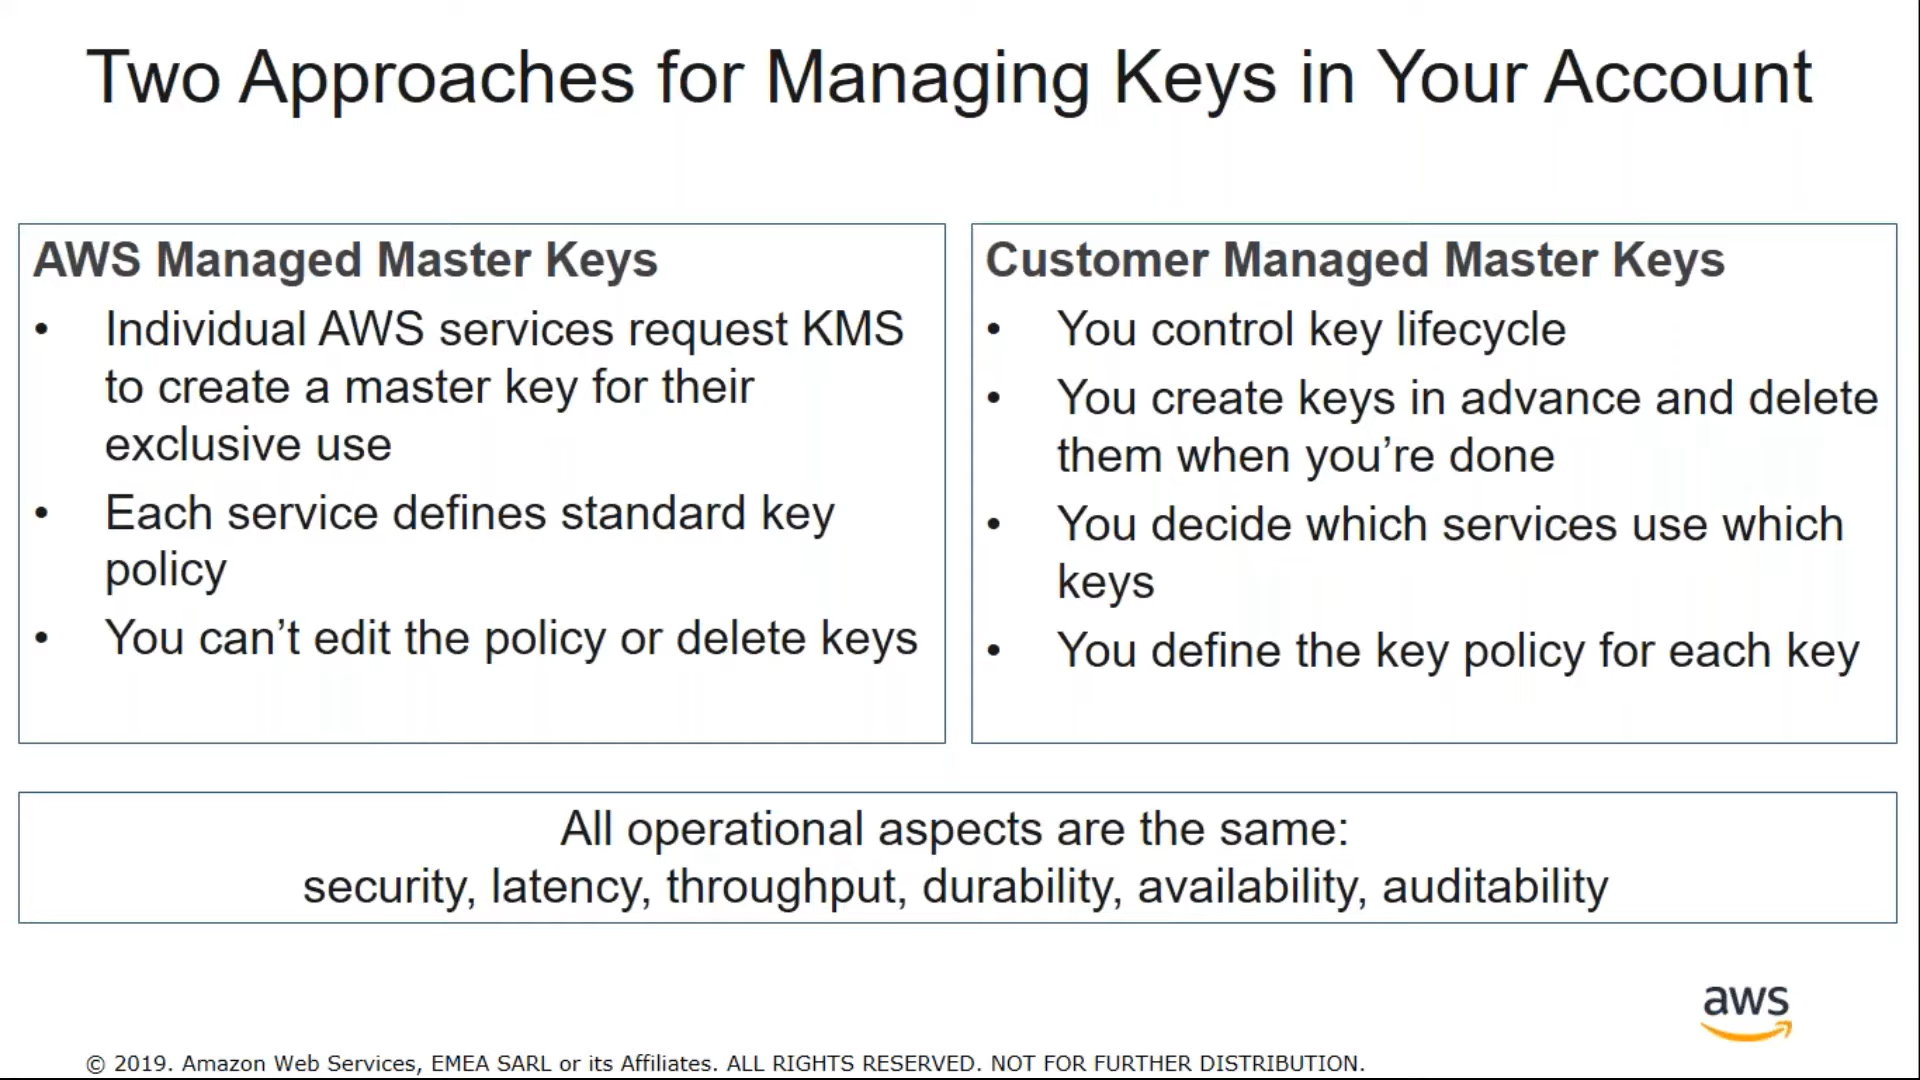 Two Approaches for Managing Keys in Your Account
AWS Managed Master Keys
• Individual AWS services request KMS
to create a master key for their
exclusive use
• Each service defines standard key
policy
• You can’t edit the policy or delete keys
Customer Managed Master Keys
• You control key lifecycle
• You create keys in advance and delete
them when you’re done
• You decide which services use which
keys
• You define the key policy for each key
All operational aspects are the same:
security, latency, throughput, durability, availability, auditability
aws
© 2019. Amazon Web Services, EMEA SARL or its Affiliates. ALL RIGHTS RESERVED. NOT FOR FURTHER DISTRIBUTION.